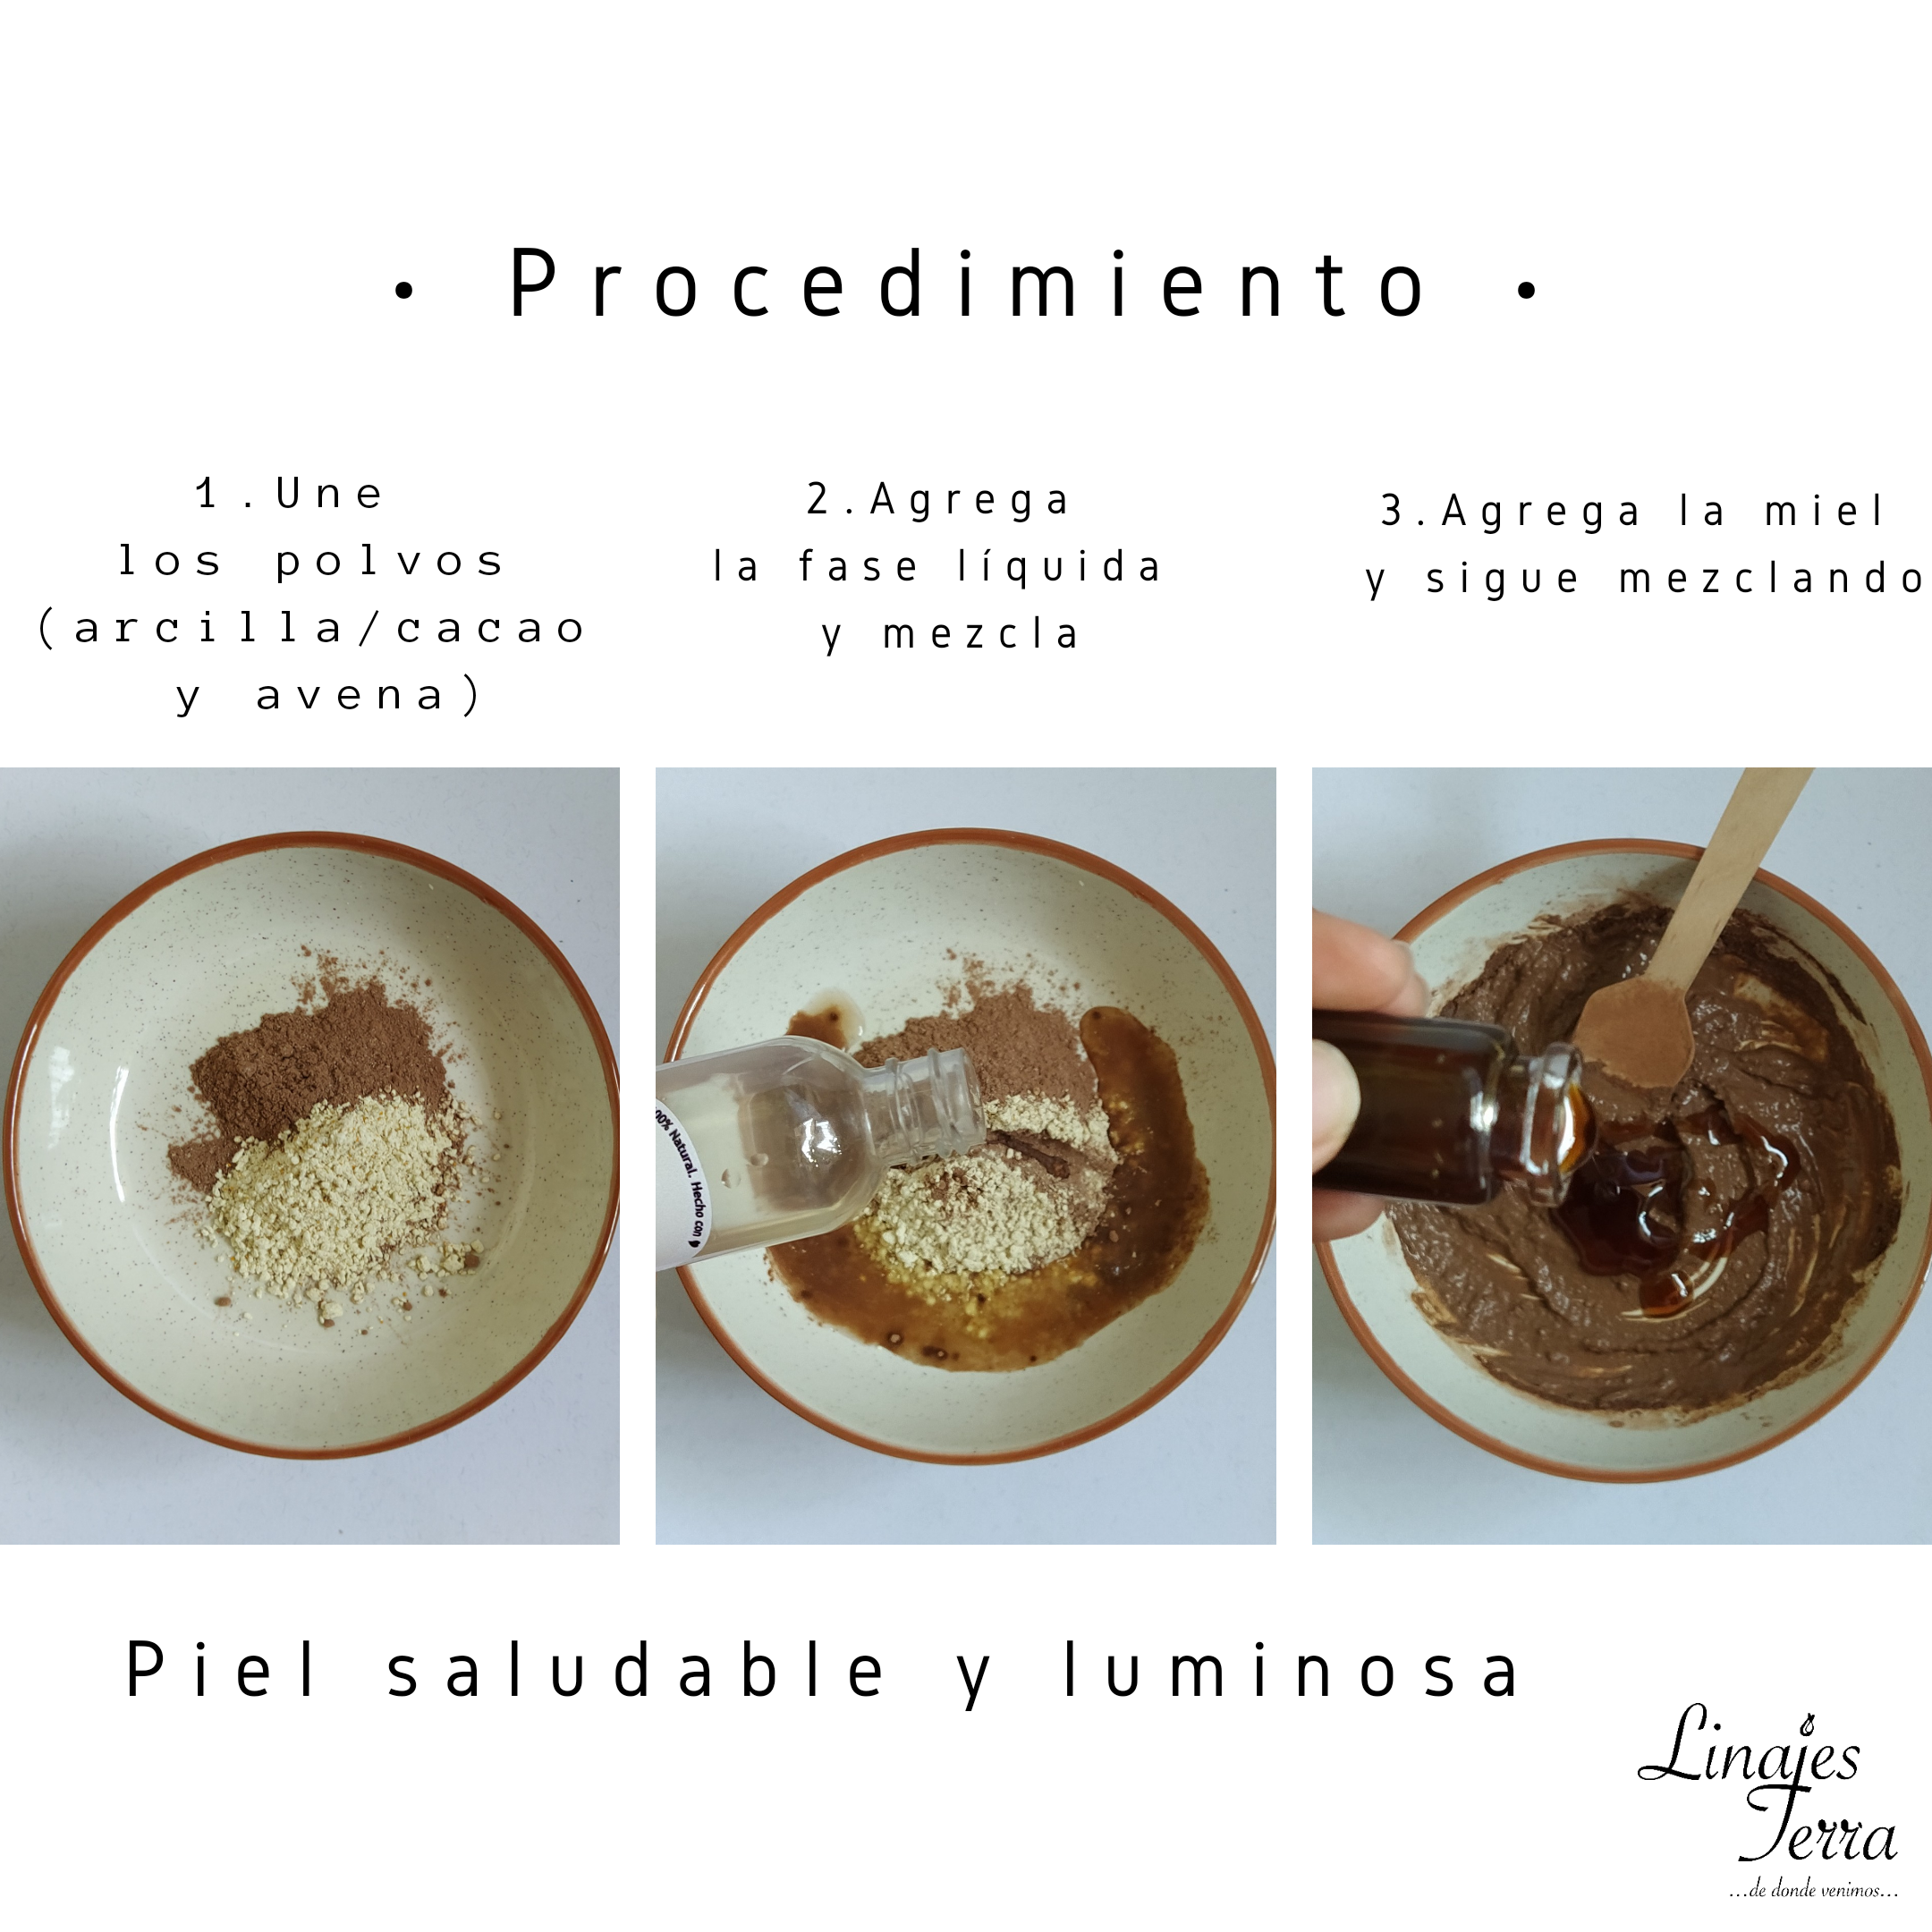 • Procedimiento •
1.Une
los polvos
(arcilla/cacao
y avena)
2.Agrega
la fase líquida
y mezcla
3.Agrega la miel
y sigue mezclando
00% Natural. Hecho con
Piel saludable y luminosa
Linajes
Terra
...de donde venimos...